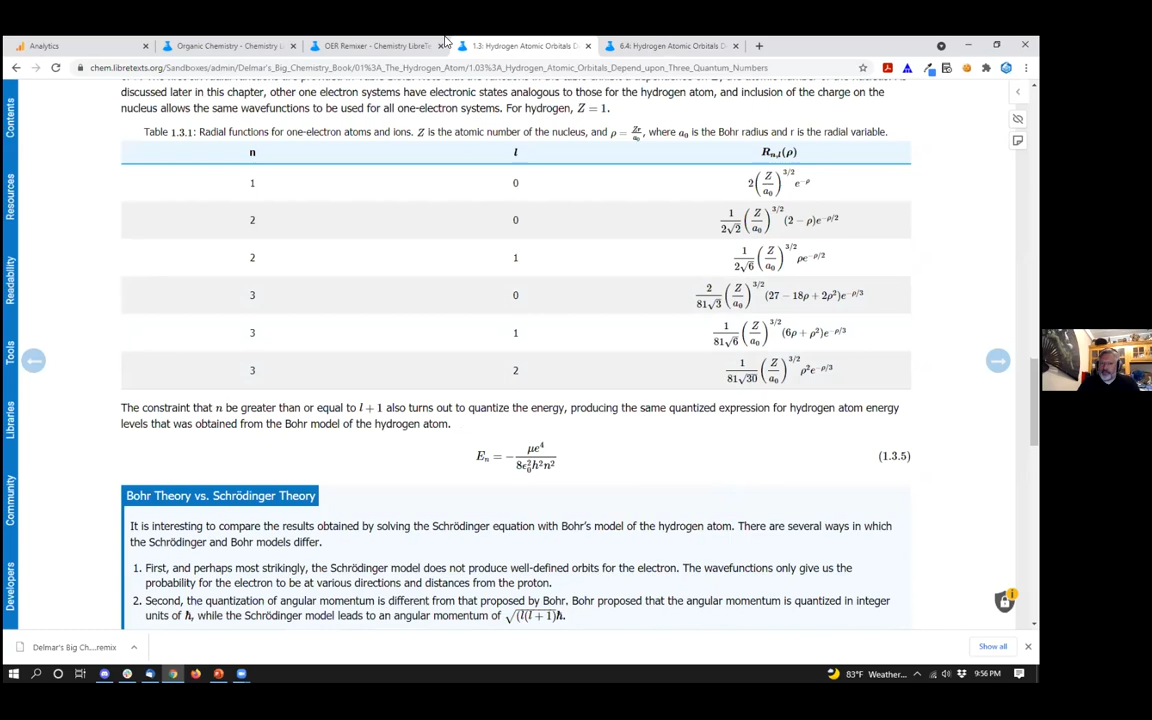 Analytics
Organic Chemistry - Chemistry L
OER Remixer - Chemistry LibreTe
1.3: Hydrogen Atomic Orbitals D
6.4: Hydrogen Atomic Orbitals D
chem.libretexts.org/Sandboxes/admin/Delmar's_Big_Chemistry_Book/01%3A_The_Hydrogen_Atom/1.03%3A_Hydrogen_Atomic_Orbitals_Depend_upon_Three_Quantum_Numbers
discussed later in this chapter, other one electron systems have electronic states analogous to those for the hydrogen atom, and inclusion of the charge on the
nucleus allows the same wavefunctions to be used for all one-electron systems. For hydrogen, Z = 1.
Table 1.3.1: Radial functions for one-electron atoms and ions. Z is the atomic number of the nucleus, and ρ = Zr/a₀, where a₀ is the Bohr radius and r is the radial variable.
n l Rn,l(ρ)
1 0 2(Z/a₀)^3/2 e^−ρ
2 0 1/2√2 (Z/a₀)^3/2 (2 − ρ)e^−ρ/2
2 1 1/2√6 (Z/a₀)^3/2 ρe^−ρ/2
3 0 2/81√3 (Z/a₀)^3/2 (27 − 18ρ + 2ρ²)e^−ρ/3
3 1 1/81√6 (Z/a₀)^3/2 (6ρ + ρ²)e^−ρ/3
3 2 1/81√30 (Z/a₀)^3/2 ρ²e^−ρ/3
The constraint that n be greater than or equal to l + 1 also turns out to quantize the energy, producing the same quantized expression for hydrogen atom energy
levels that was obtained from the Bohr model of the hydrogen atom.
En = − μe⁴/8ϵ₀²h²n² (1.3.5)
Bohr Theory vs. Schrödinger Theory
It is interesting to compare the results obtained by solving the Schrödinger equation with Bohr's model of the hydrogen atom. There are several ways in which
the Schrödinger and Bohr models differ.
1. First, and perhaps most strikingly, the Schrödinger model does not produce well-defined orbits for the electron. The wavefunctions only give us the
probability for the electron to be at various directions and distances from the proton.
2. Second, the quantization of angular momentum is different from that proposed by Bohr. Bohr proposed that the angular momentum is quantized in integer
units of ħ, while the Schrödinger model leads to an angular momentum of √(l(l + 1)ħ.
Contents
Resources
Readability
Tools
Libraries
Community
Developers
Delmar's Big Ch....remix
Show all
83°F Weather...
9:56 PM